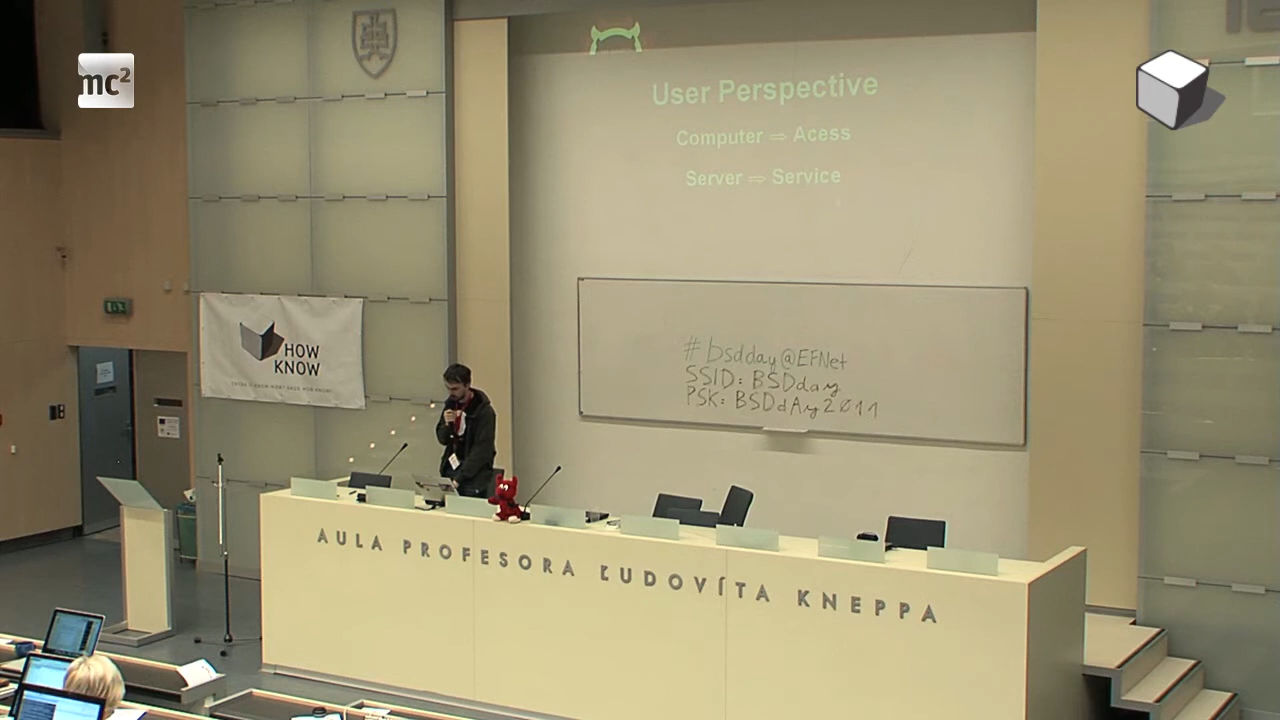 mc²
User Perspective
Computer ⇒ Acess
Server ⇒ Service
HOW
KNOW
#bsdday@EFNet
SSID: BSDday
PSK: BSDdAy2011
AULA PROFESORA ĽUDOVÍTA KNEPPA